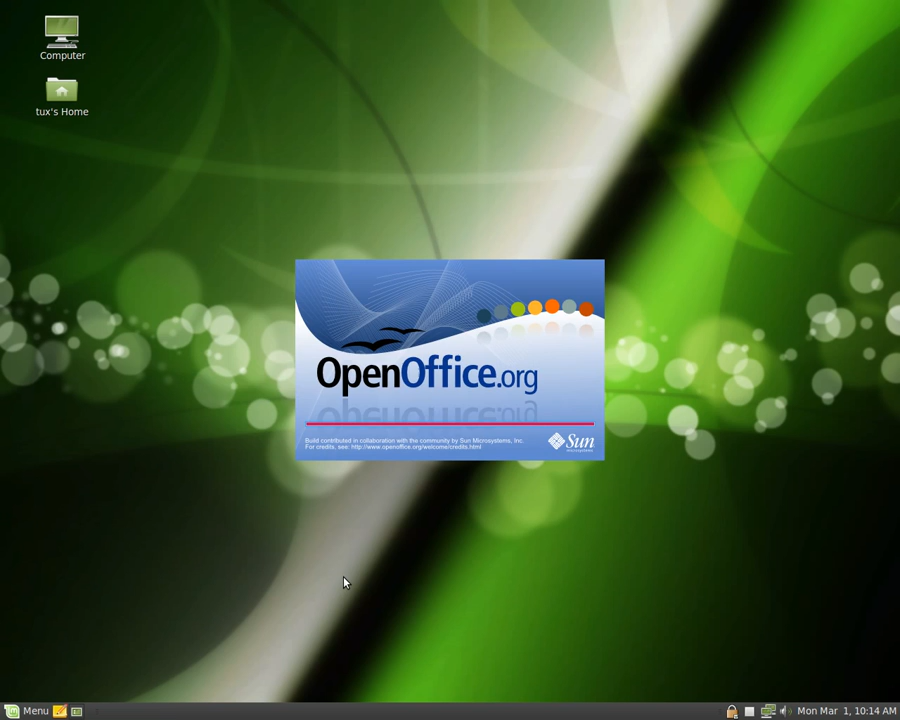 Computer
tux's Home
OpenOffice.org
Build contributed in collaboration with the community by Sun Microsystems, Inc.
For credits, see: http://www.openoffice.org/welcome/credits.html
Sun
microsystems
Menu
Mon Mar 1, 10:14 AM